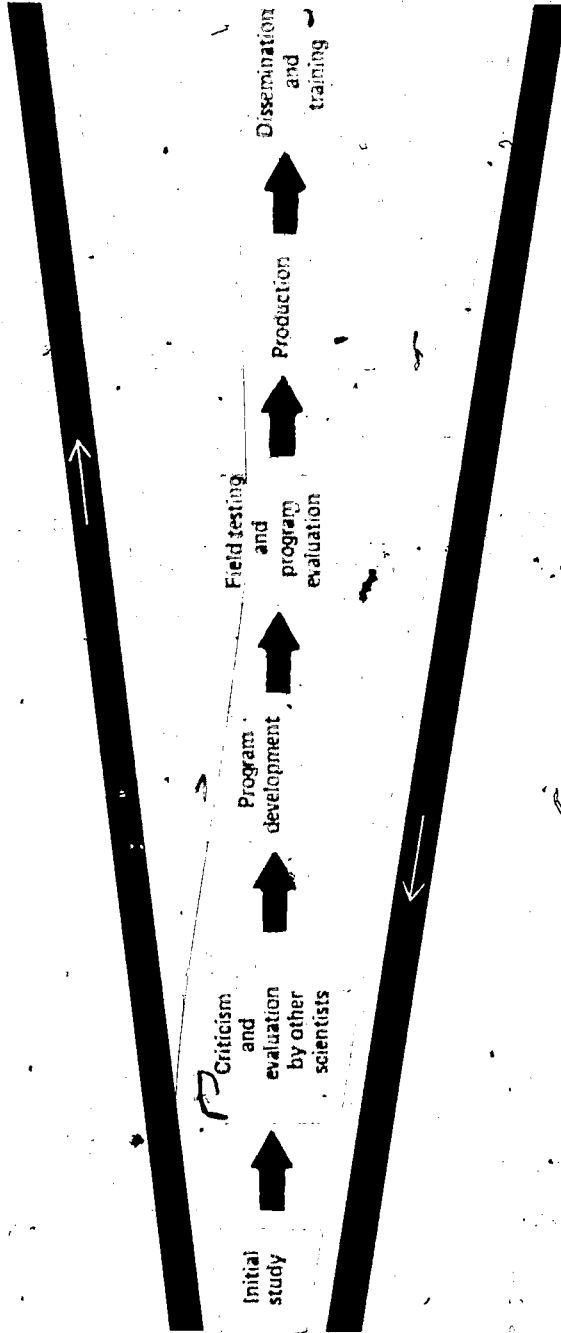 Initial
study
Criticism
and
evaluation
by other
scientists
Program
development
Field testing
and
program
evaluation
Production
Dissemination
and
training